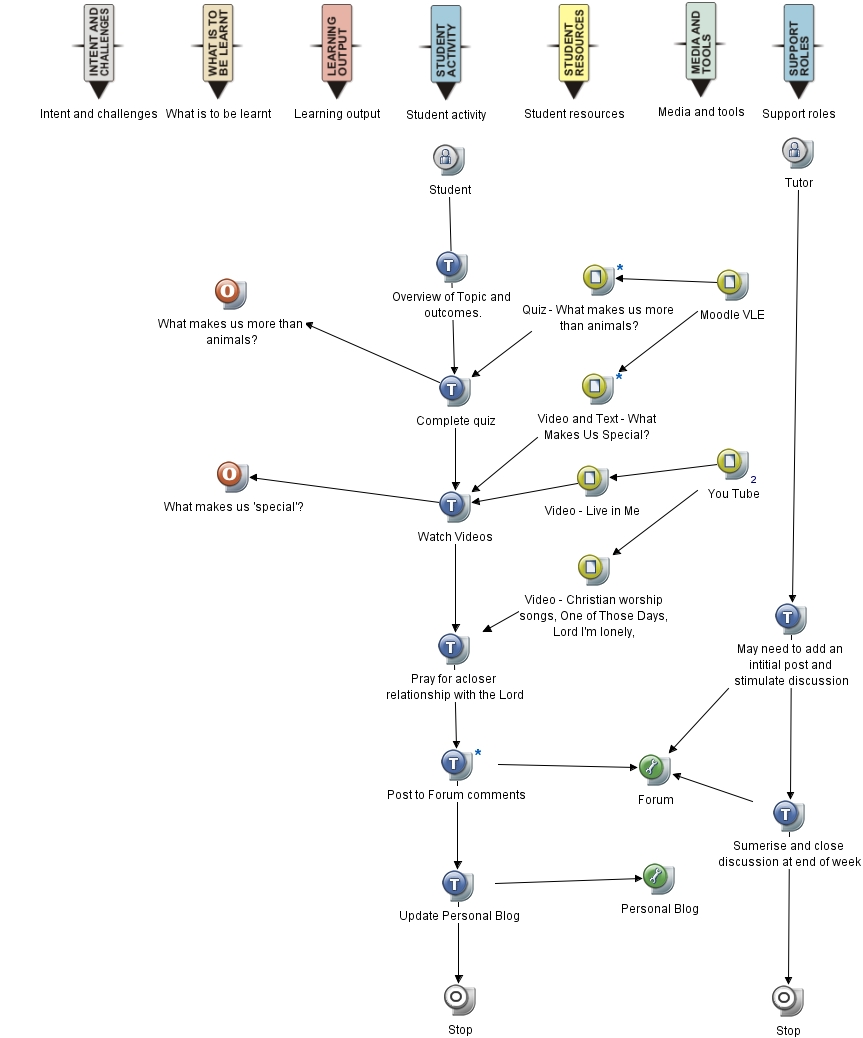 INTENT AND
CHALLENGES
WHAT IS TO
BE LEARNT
LEARNING
OUTPUT
STUDENT
ACTIVITY
STUDENT
RESOURCES
MEDIA AND
TOOLS
SUPPORT
ROLES
Intent and challenges
What is to be learnt
Learning output
Student activity
Student resources
Media and tools
Support roles
Student
Tutor
T
Overview of Topic and
outcomes.
O
What makes us more than
animals?
*
Quiz - What makes us more
than animals?
Moodle VLE
T
Complete quiz
*
Video and Text - What
Makes Us Special?
O
What makes us 'special'?
T
Watch Videos
Video - Live in Me
2
You Tube
Video - Christian worship
songs, One of Those Days,
Lord I'm lonely,
T
Pray for acloser
relationship with the Lord
T
May need to add an
intitial post and
stimulate discussion
T *
Post to Forum comments
Forum
T
Sumerise and close
discussion at end of week
T
Update Personal Blog
Personal Blog
Stop
Stop